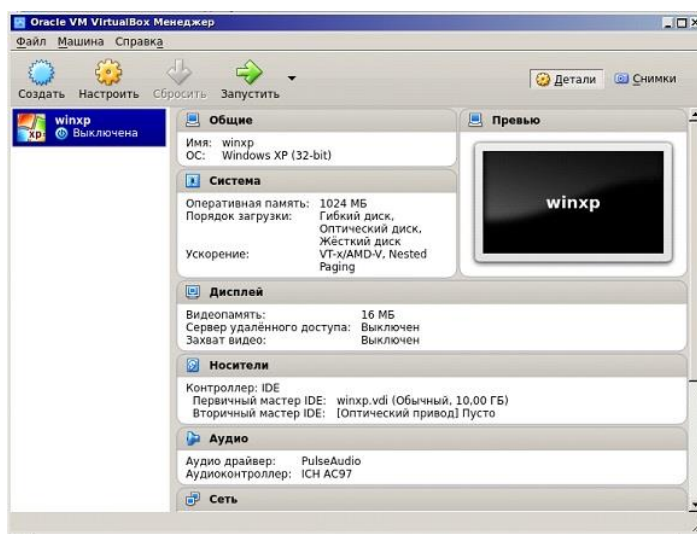 Oracle VM VirtualBox Менеджер
Файл Машина Справка
Создать Настроить Сбросить Запустить
Детали Снимки
winxp
Выключена
Общие
Имя: winxp
ОС: Windows XP (32-bit)
Превью
winxp
Система
Оперативная память: 1024 МБ
Порядок загрузки: Гибкий диск,
Оптический диск,
Жёсткий диск
Ускорение: VT-x/AMD-V, Nested
Paging
Дисплей
Видеопамять: 16 МБ
Сервер удалённого доступа: Выключен
Захват видео: Выключен
Носители
Контроллер: IDE
Первичный мастер IDE: winxp.vdi (Обычный, 10,00 ГБ)
Вторичный мастер IDE: [Оптический привод] Пусто
Аудио
Аудио драйвер: PulseAudio
Аудиоконтроллер: ICH AC97
Сеть